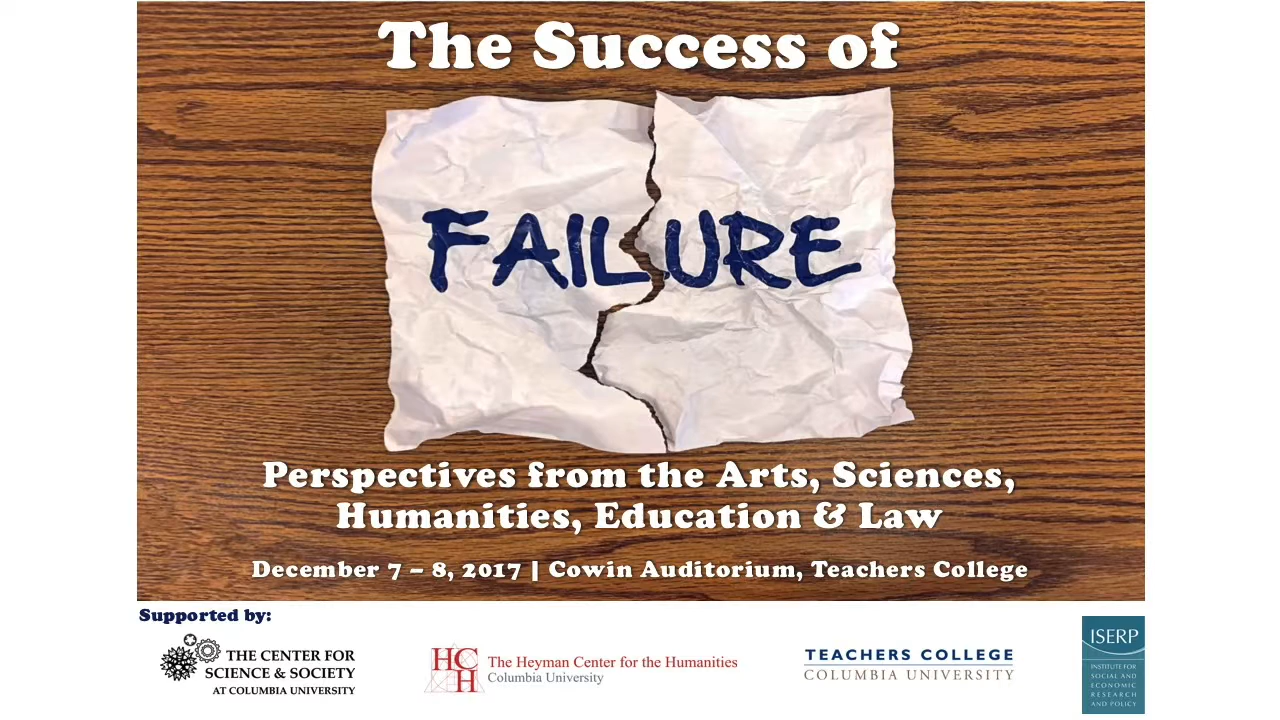 The Success of
FAILURE
Perspectives from the Arts, Sciences,
Humanities, Education & Law
December 7 – 8, 2017 | Cowin Auditorium, Teachers College
Supported by:
THE CENTER FOR
SCIENCE & SOCIETY
AT COLUMBIA UNIVERSITY
HCH
The Heyman Center for the Humanities
Columbia University
TEACHERS COLLEGE
COLUMBIA UNIVERSITY
ISERP
INSTITUTE FOR
SOCIAL AND
ECONOMIC
RESEARCH
AND POLICY